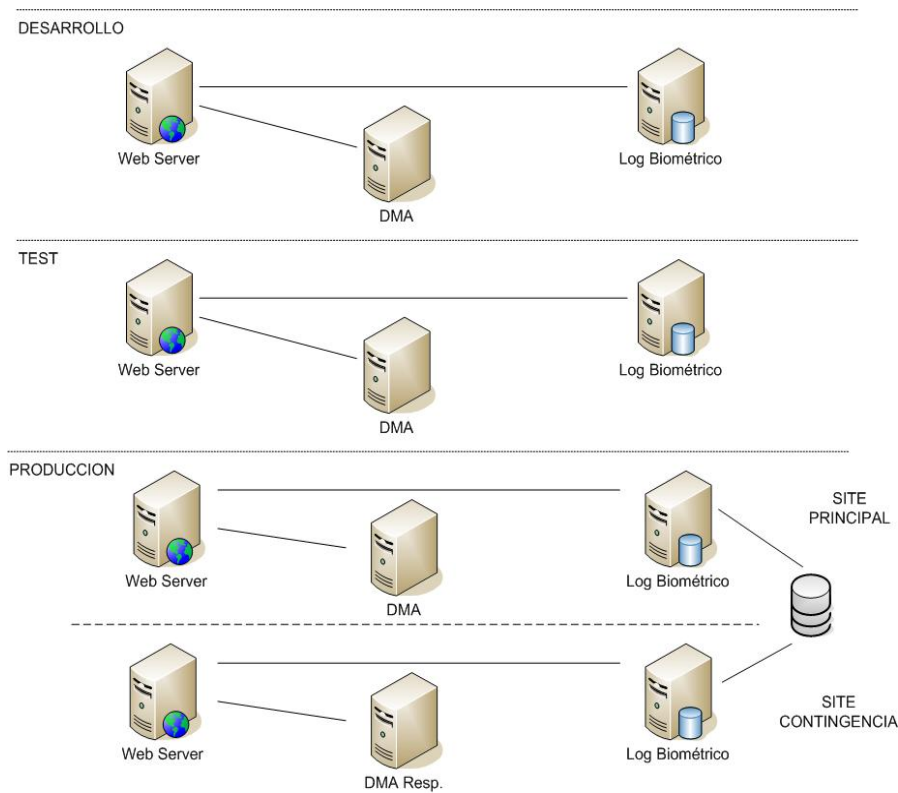 DESARROLLO
Web Server
Log Biométrico
DMA
TEST
Web Server
Log Biométrico
DMA
PRODUCCION
SITE
PRINCIPAL
Web Server
Log Biométrico
DMA
SITE
CONTINGENCIA
Web Server
Log Biométrico
DMA Resp.